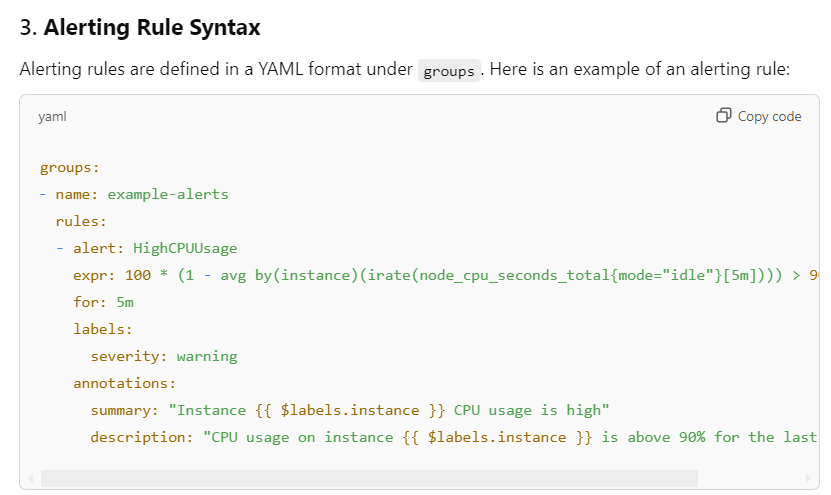 3. Alerting Rule Syntax
Alerting rules are defined in a YAML format under groups. Here is an example of an alerting rule:
yaml
Copy code
groups:
- name: example-alerts
  rules:
  - alert: HighCPUUsage
    expr: 100 * (1 - avg by(instance)(irate(node_cpu_seconds_total{mode="idle"}[5m]))) > 9
    for: 5m
    labels:
      severity: warning
    annotations:
      summary: "Instance {{ $labels.instance }} CPU usage is high"
      description: "CPU usage on instance {{ $labels.instance }} is above 90% for the last